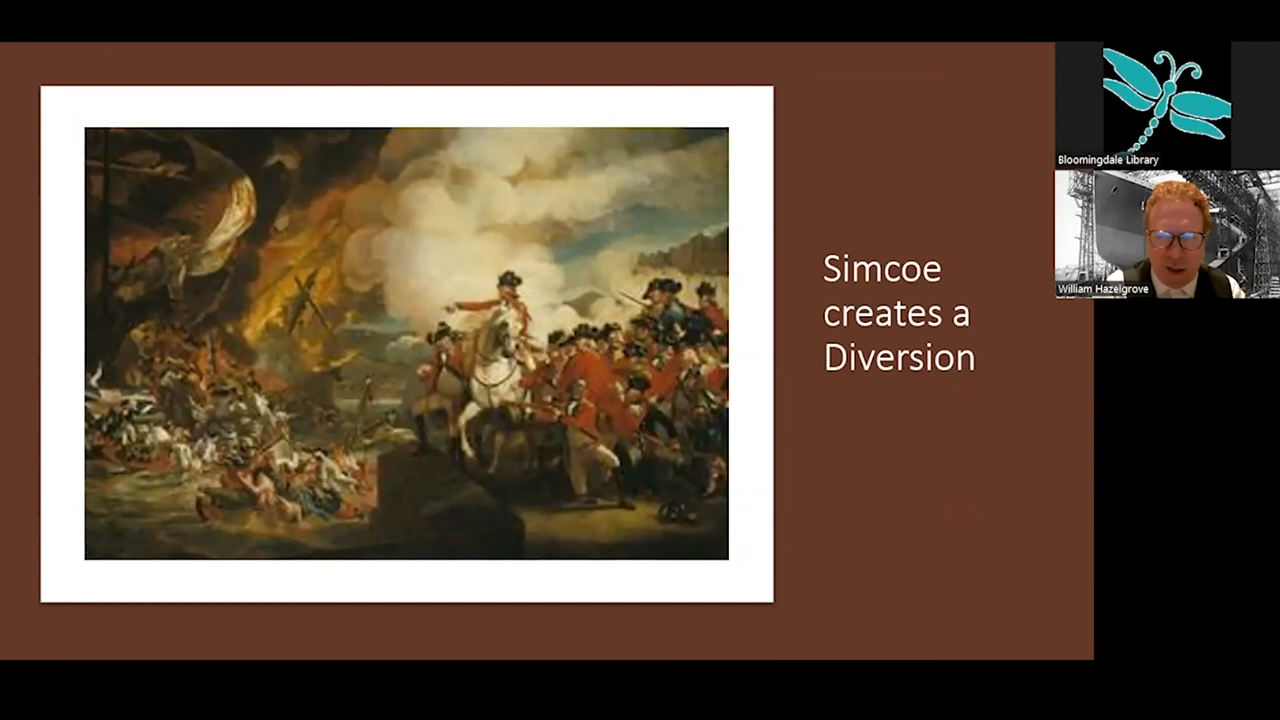 Simcoe
creates a
Diversion
Bloomingdale Library
William Hazelgrove